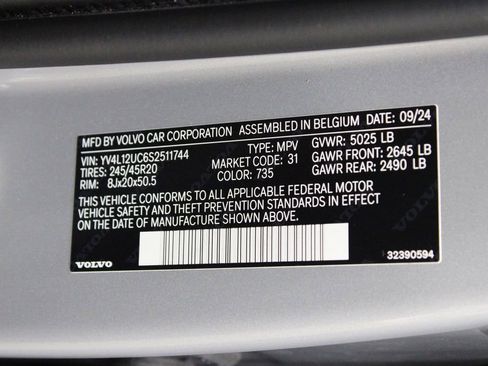 MFD BY VOLVO CAR CORPORATION ASSEMBLED IN BELGIUM DATE: 09/24
VIN: YV4L12UC6S2511744 TYPE: MPV GVWR: 5025 LB
TIRES: 245/45R20 MARKET CODE: 31 GAWR FRONT: 2645 LB
RIM: 8Jx20x50.5 COLOR: 735 GAWR REAR: 2490 LB
THIS VEHICLE CONFORMS TO ALL APPLICABLE FEDERAL MOTOR
VEHICLE SAFETY AND THEFT PREVENTION STANDARDS IN EFFECT
ON THE DATE OF MANUFACTURE SHOWN ABOVE
VOLVO 32390594